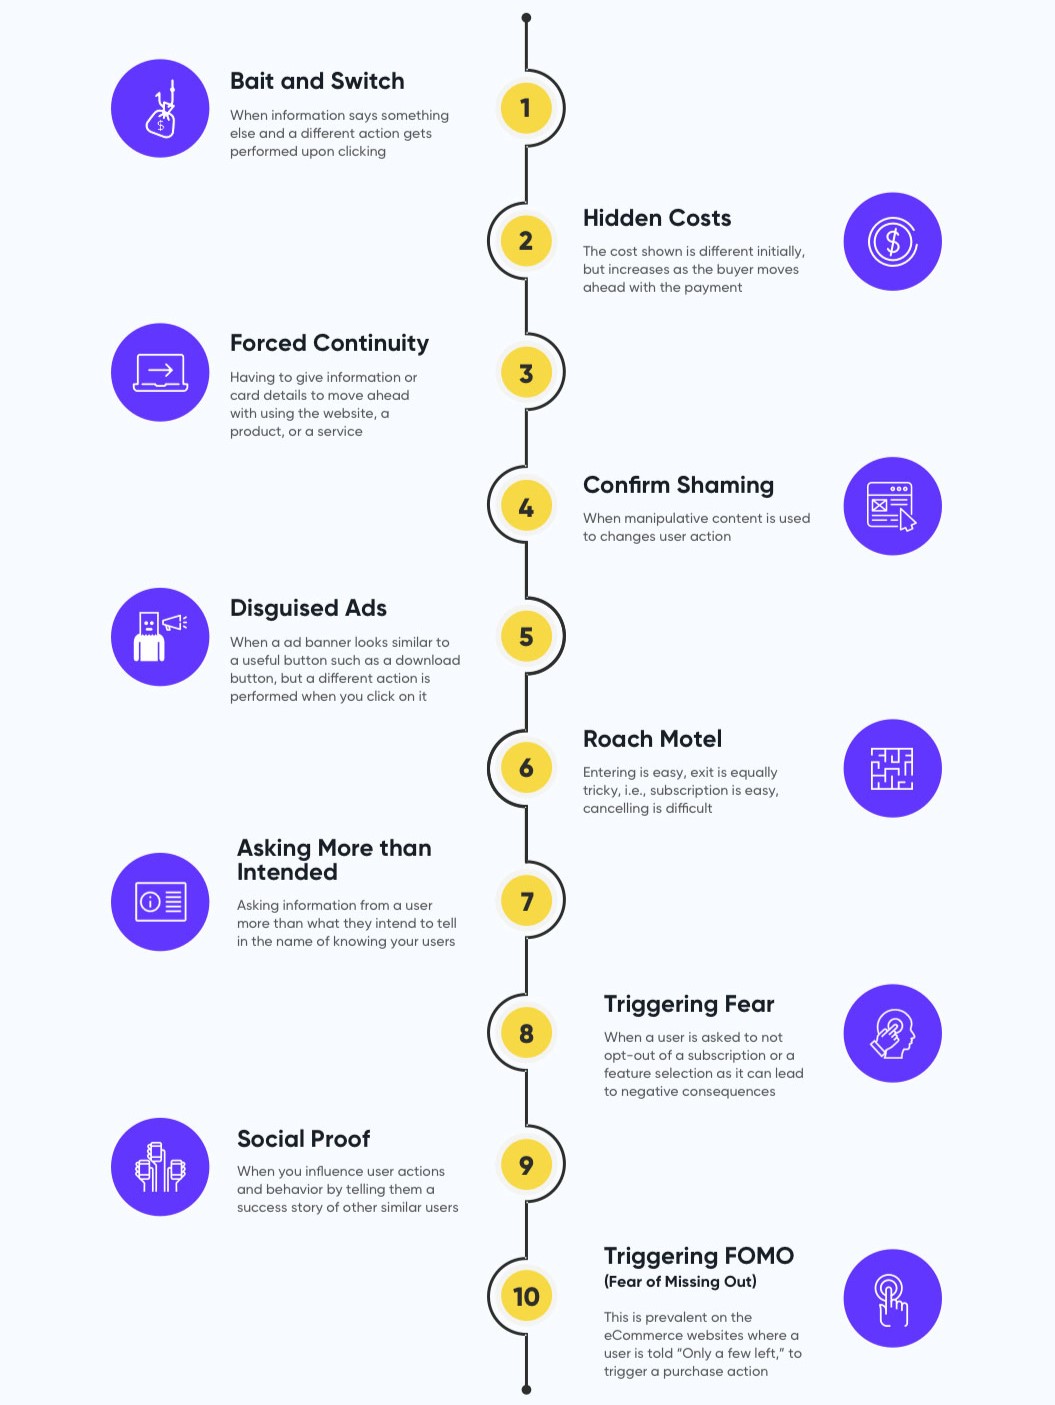 Bait and Switch
When information says something
else and a different action gets
performed upon clicking
$
1
2
Hidden Costs
The cost shown is different initially,
but increases as the buyer moves
ahead with the payment
$
Forced Continuity
Having to give information or
card details to move ahead
with using the website, a
product, or a service
3
4
Confirm Shaming
When manipulative content is used
to changes user action
Disguised Ads
When a ad banner looks similar to
a useful button such as a download
button, but a different action is
performed when you click on it
5
6
Roach Motel
Entering is easy, exit is equally
tricky, i.e., subscription is easy,
cancelling is difficult
Asking More than
Intended
Asking information from a user
more than what they intend to tell
in the name of knowing your users
i
7
8
Triggering Fear
When a user is asked to not
opt-out of a subscription or a
feature selection as it can lead
to negative consequences
Social Proof
When you influence user actions
and behavior by telling them a
success story of other similar users
9
10
Triggering FOMO
(Fear of Missing Out)
This is prevalent on the
eCommerce websites where a
user is told “Only a few left,” to
trigger a purchase action